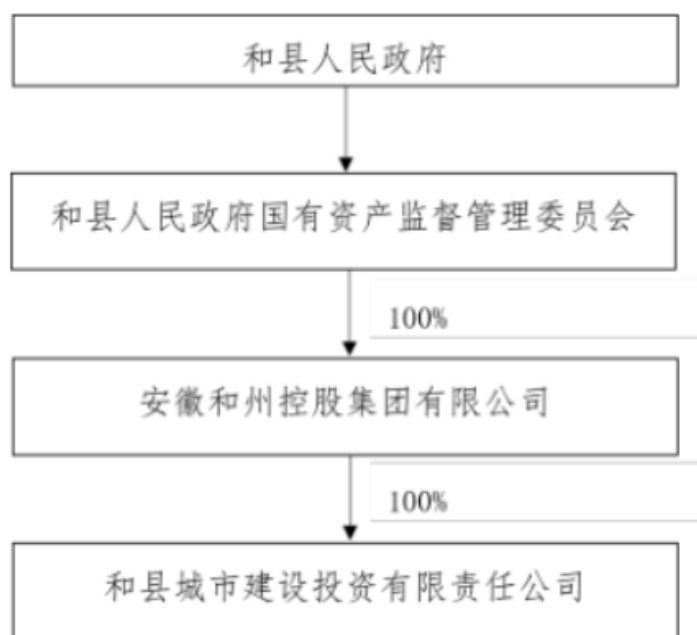 和县人民政府
和县人民政府国有资产监督管理委员会
100%
安徽和州控股集团有限公司
100%
和县城市建设投资有限责任公司